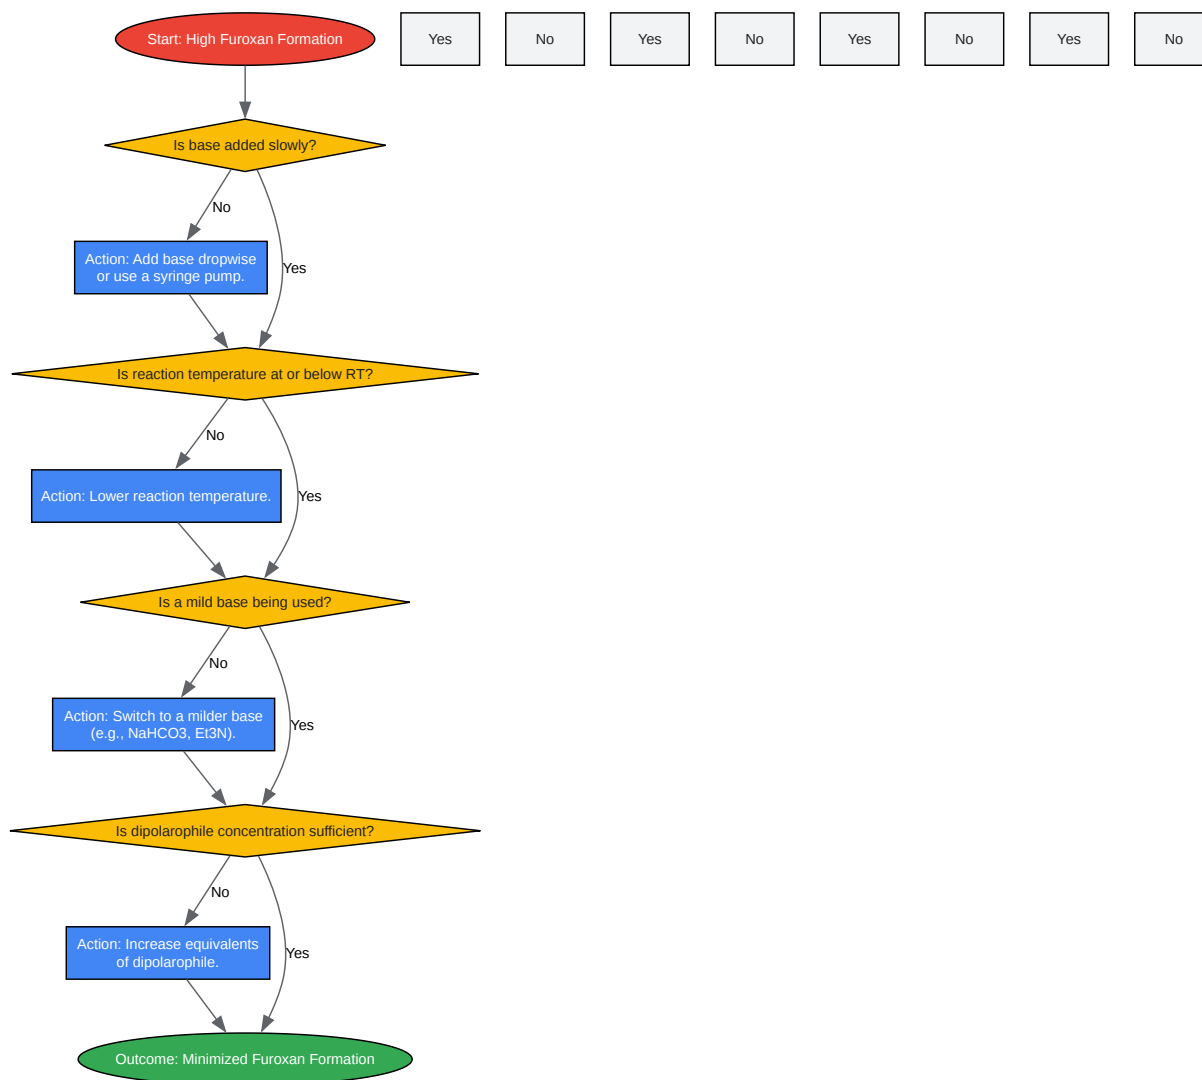 Start: High Furoxan Formation
Yes
No
Yes
No
Yes
No
Yes
No
Is base added slowly?
No
Action: Add base dropwise
or use a syringe pump.
Yes
Is reaction temperature at or below RT?
No
Action: Lower reaction temperature.
Yes
Is a mild base being used?
No
Action: Switch to a milder base
(e.g., NaHCO3, Et3N).
Yes
Is dipolarophile concentration sufficient?
No
Action: Increase equivalents
of dipolarophile.
Yes
Outcome: Minimized Furoxan Formation